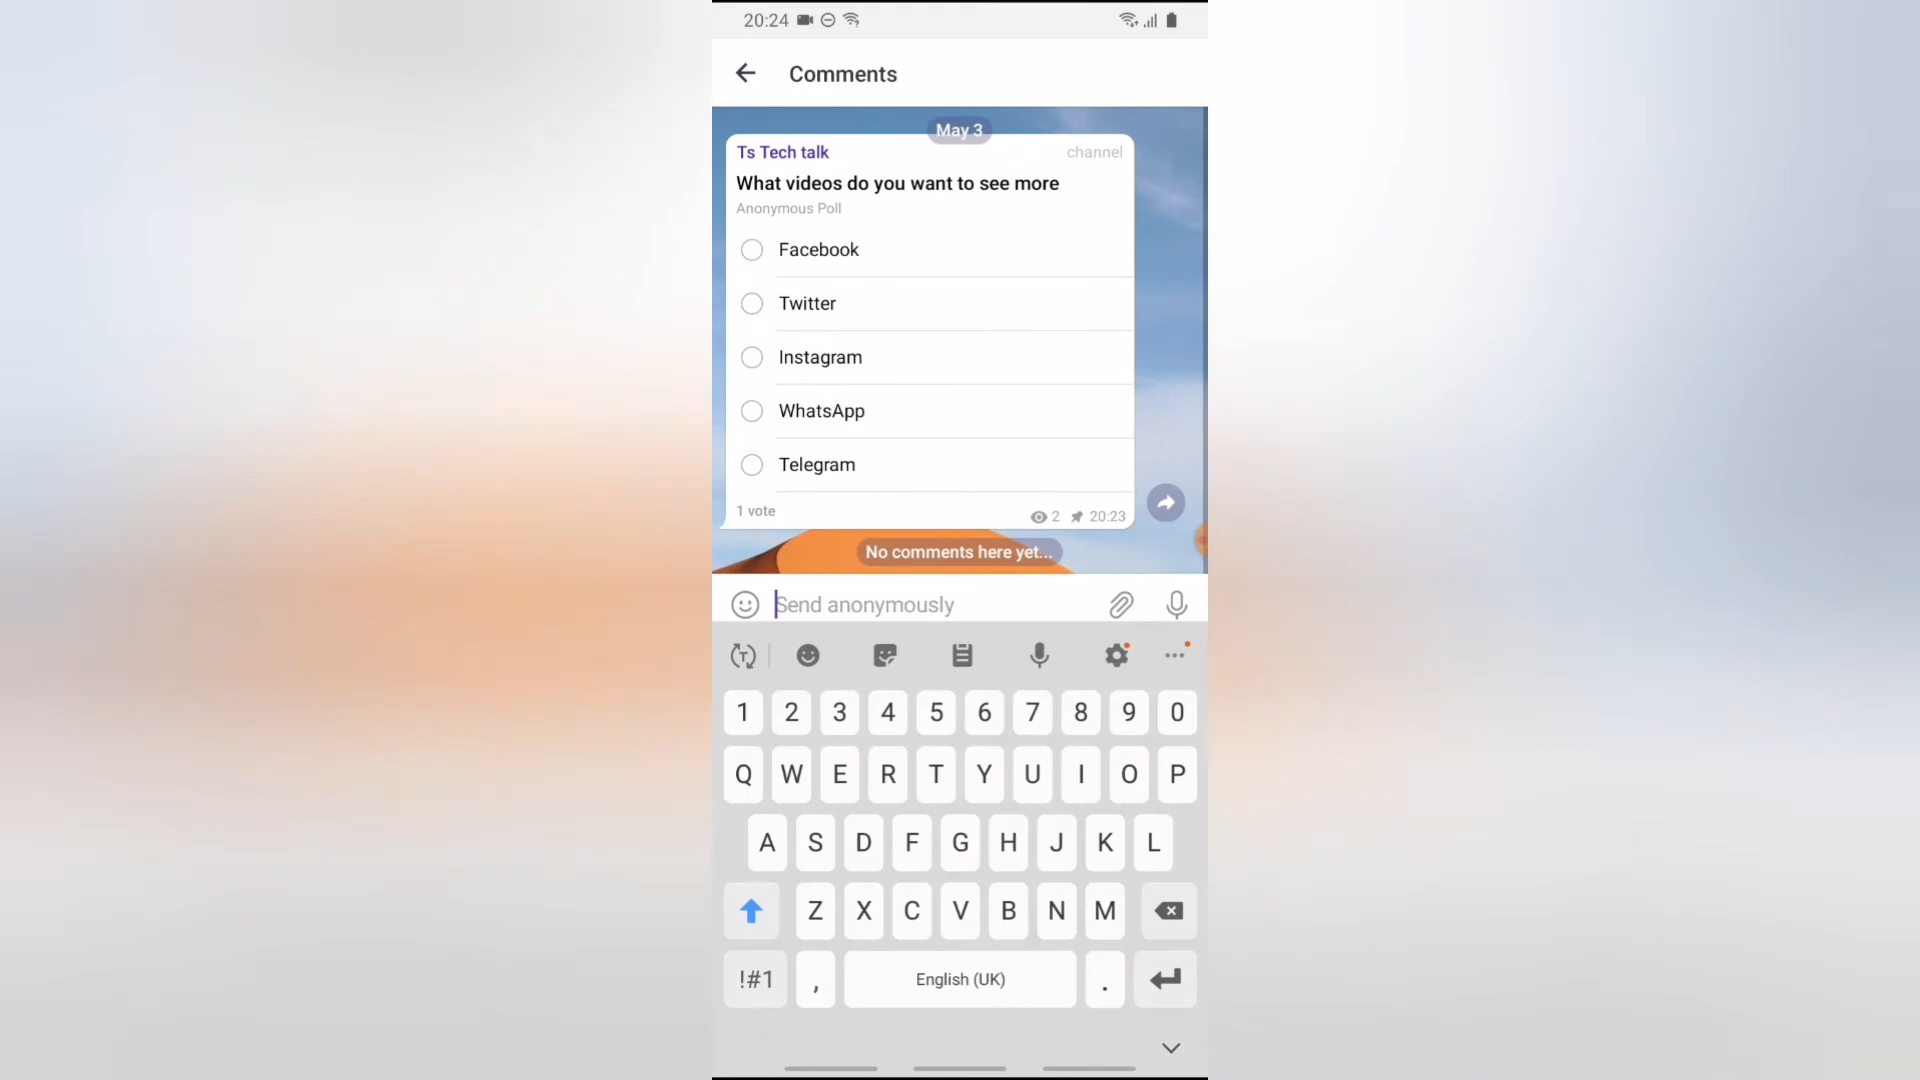 20:24
Comments
May 3
Ts Tech talk channel
What videos do you want to see more
Anonymous Poll
Facebook
Twitter
Instagram
WhatsApp
Telegram
1 vote 2 20:23
No comments here yet...
Send anonymously
T
1 2 3 4 5 6 7 8 9 0
Q W E R T Y U I O P
A S D F G H J K L
Z X C V B N M
!#1 , English (UK) .